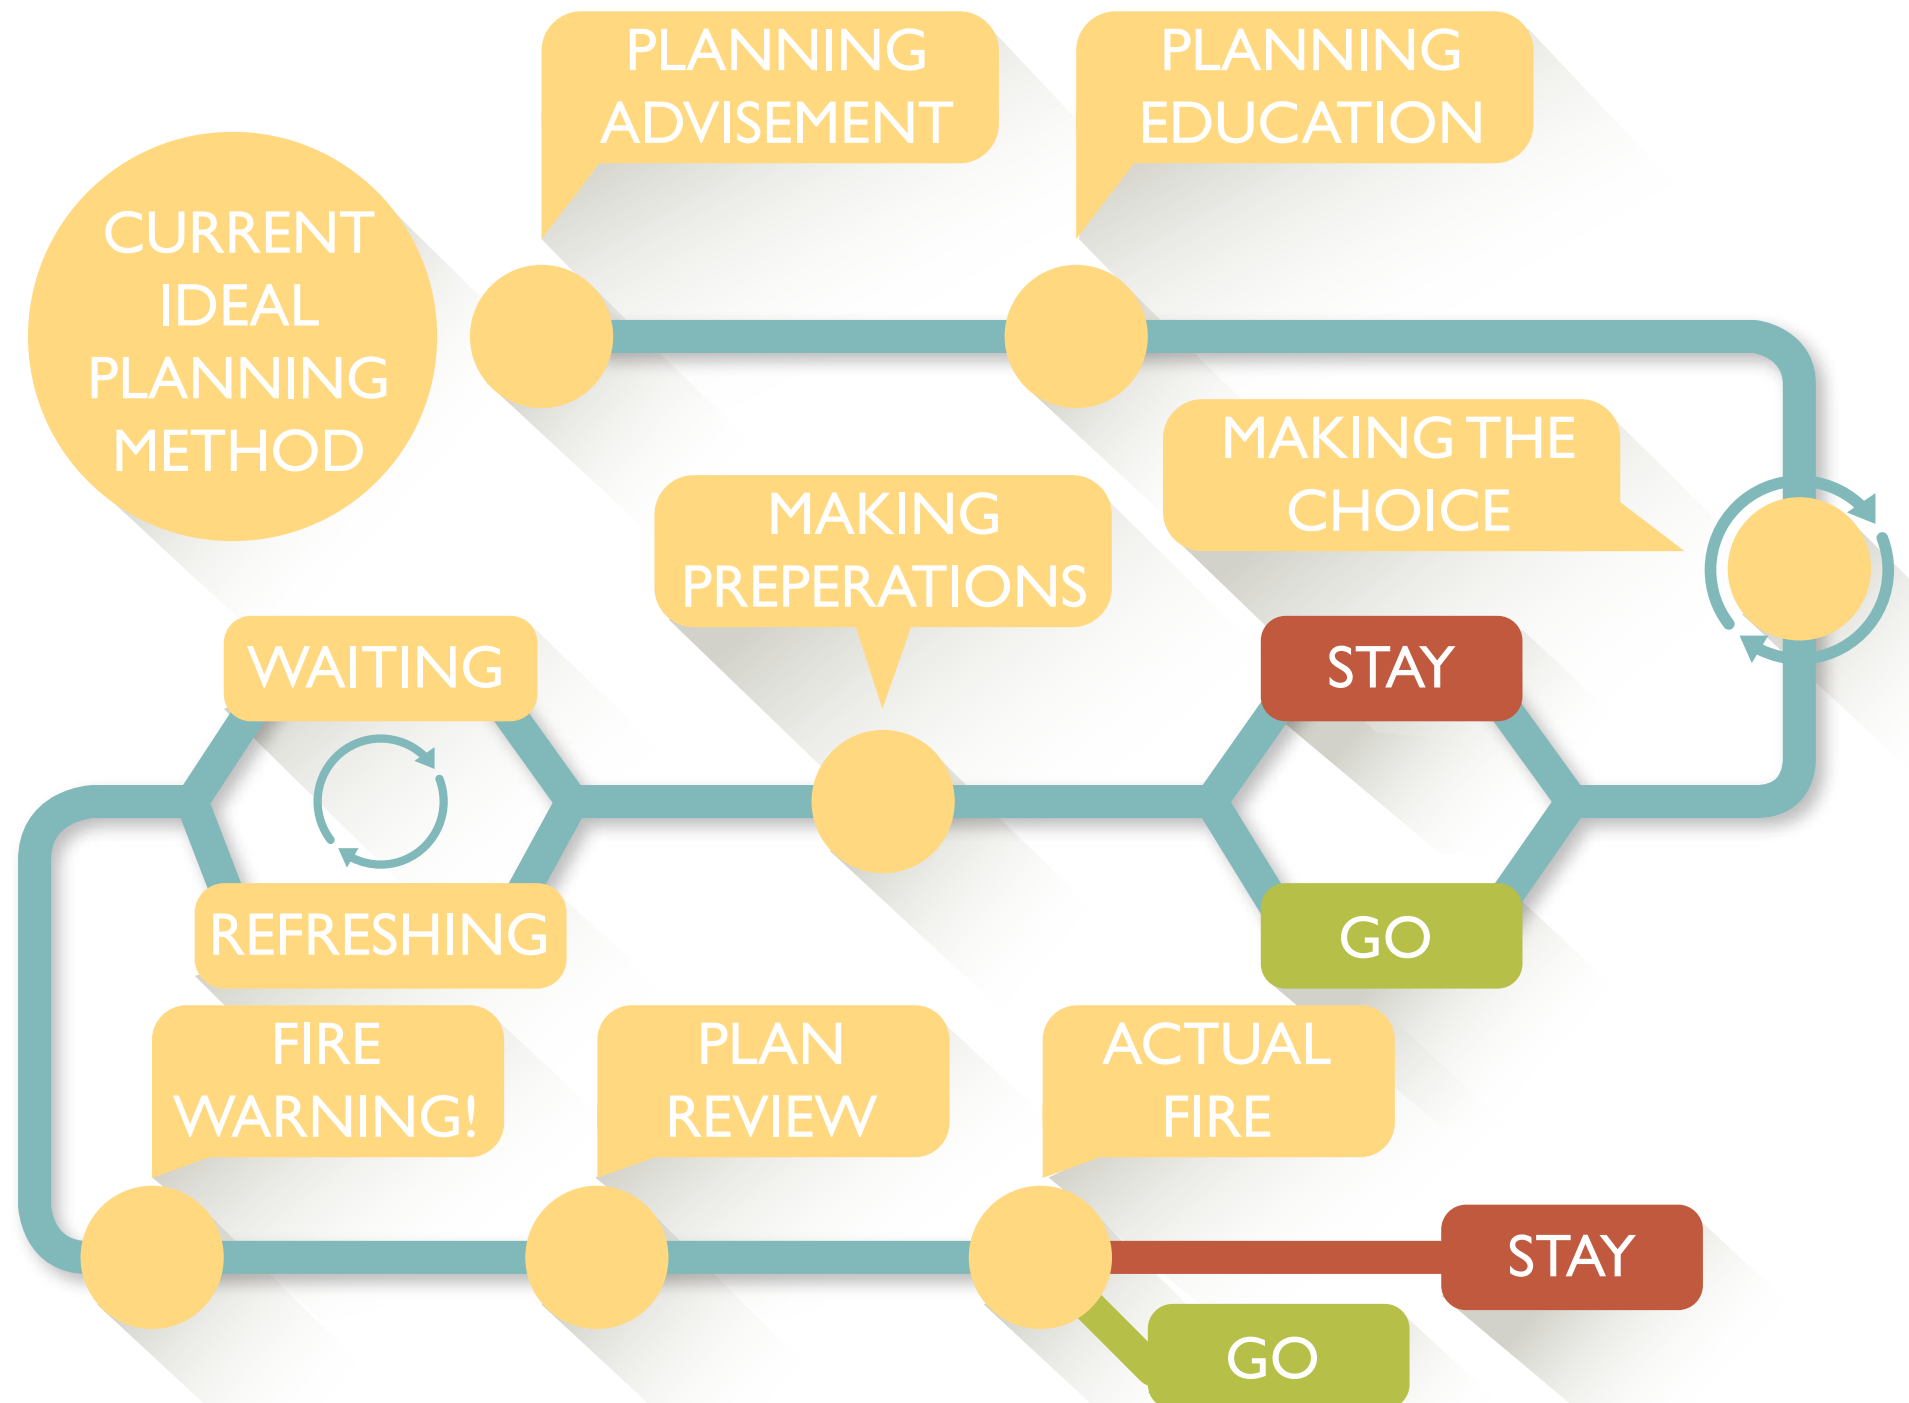 CURRENT
IDEAL
PLANNING
METHOD
PLANNING
ADVISEMENT
PLANNING
EDUCATION
MAKING THE
CHOICE
STAY
GO
MAKING
PREPERATIONS
WAITING
REFRESHING
FIRE
WARNING!
PLAN
REVIEW
ACTUAL
FIRE
STAY
GO